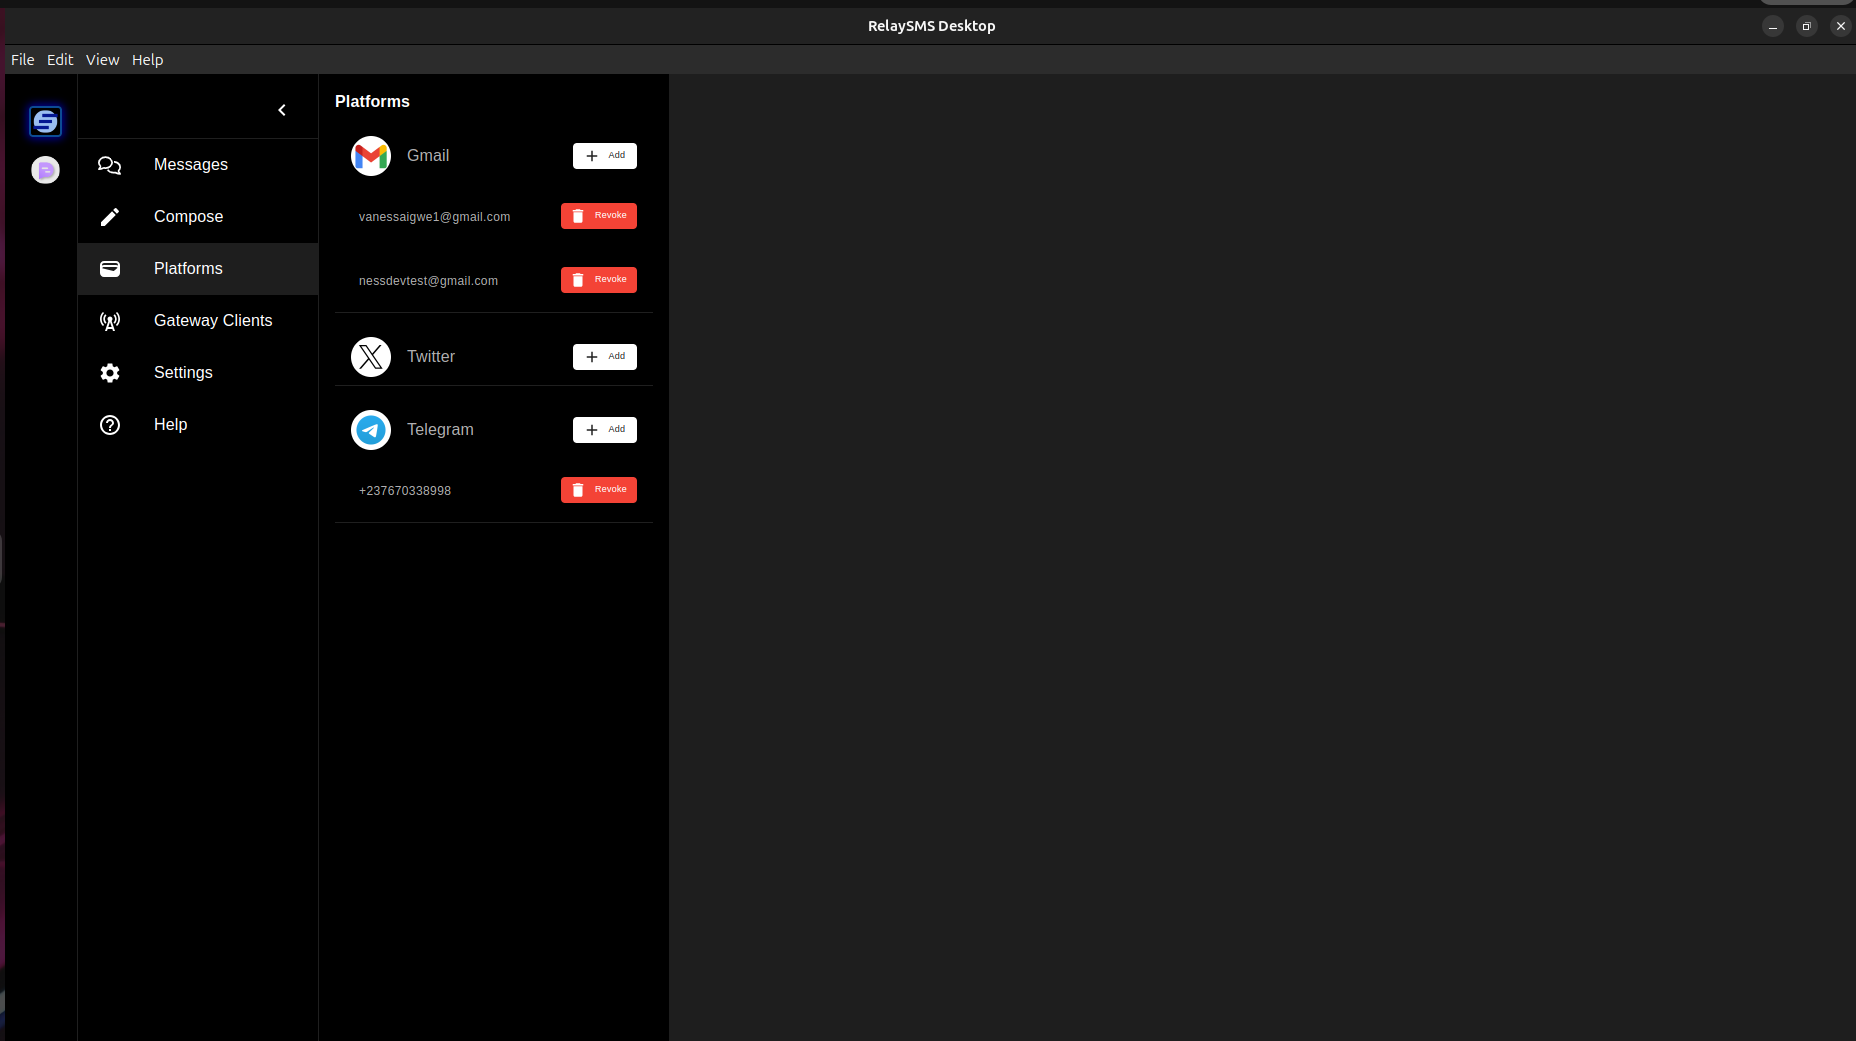 RelaySMS Desktop
File Edit View Help
Messages
Compose
Platforms
Gateway Clients
Settings
Help
Platforms
Gmail
Add
vanessaigwe1@gmail.com
Revoke
nessdevtest@gmail.com
Revoke
Twitter
Add
Telegram
Add
+237670338998
Revoke